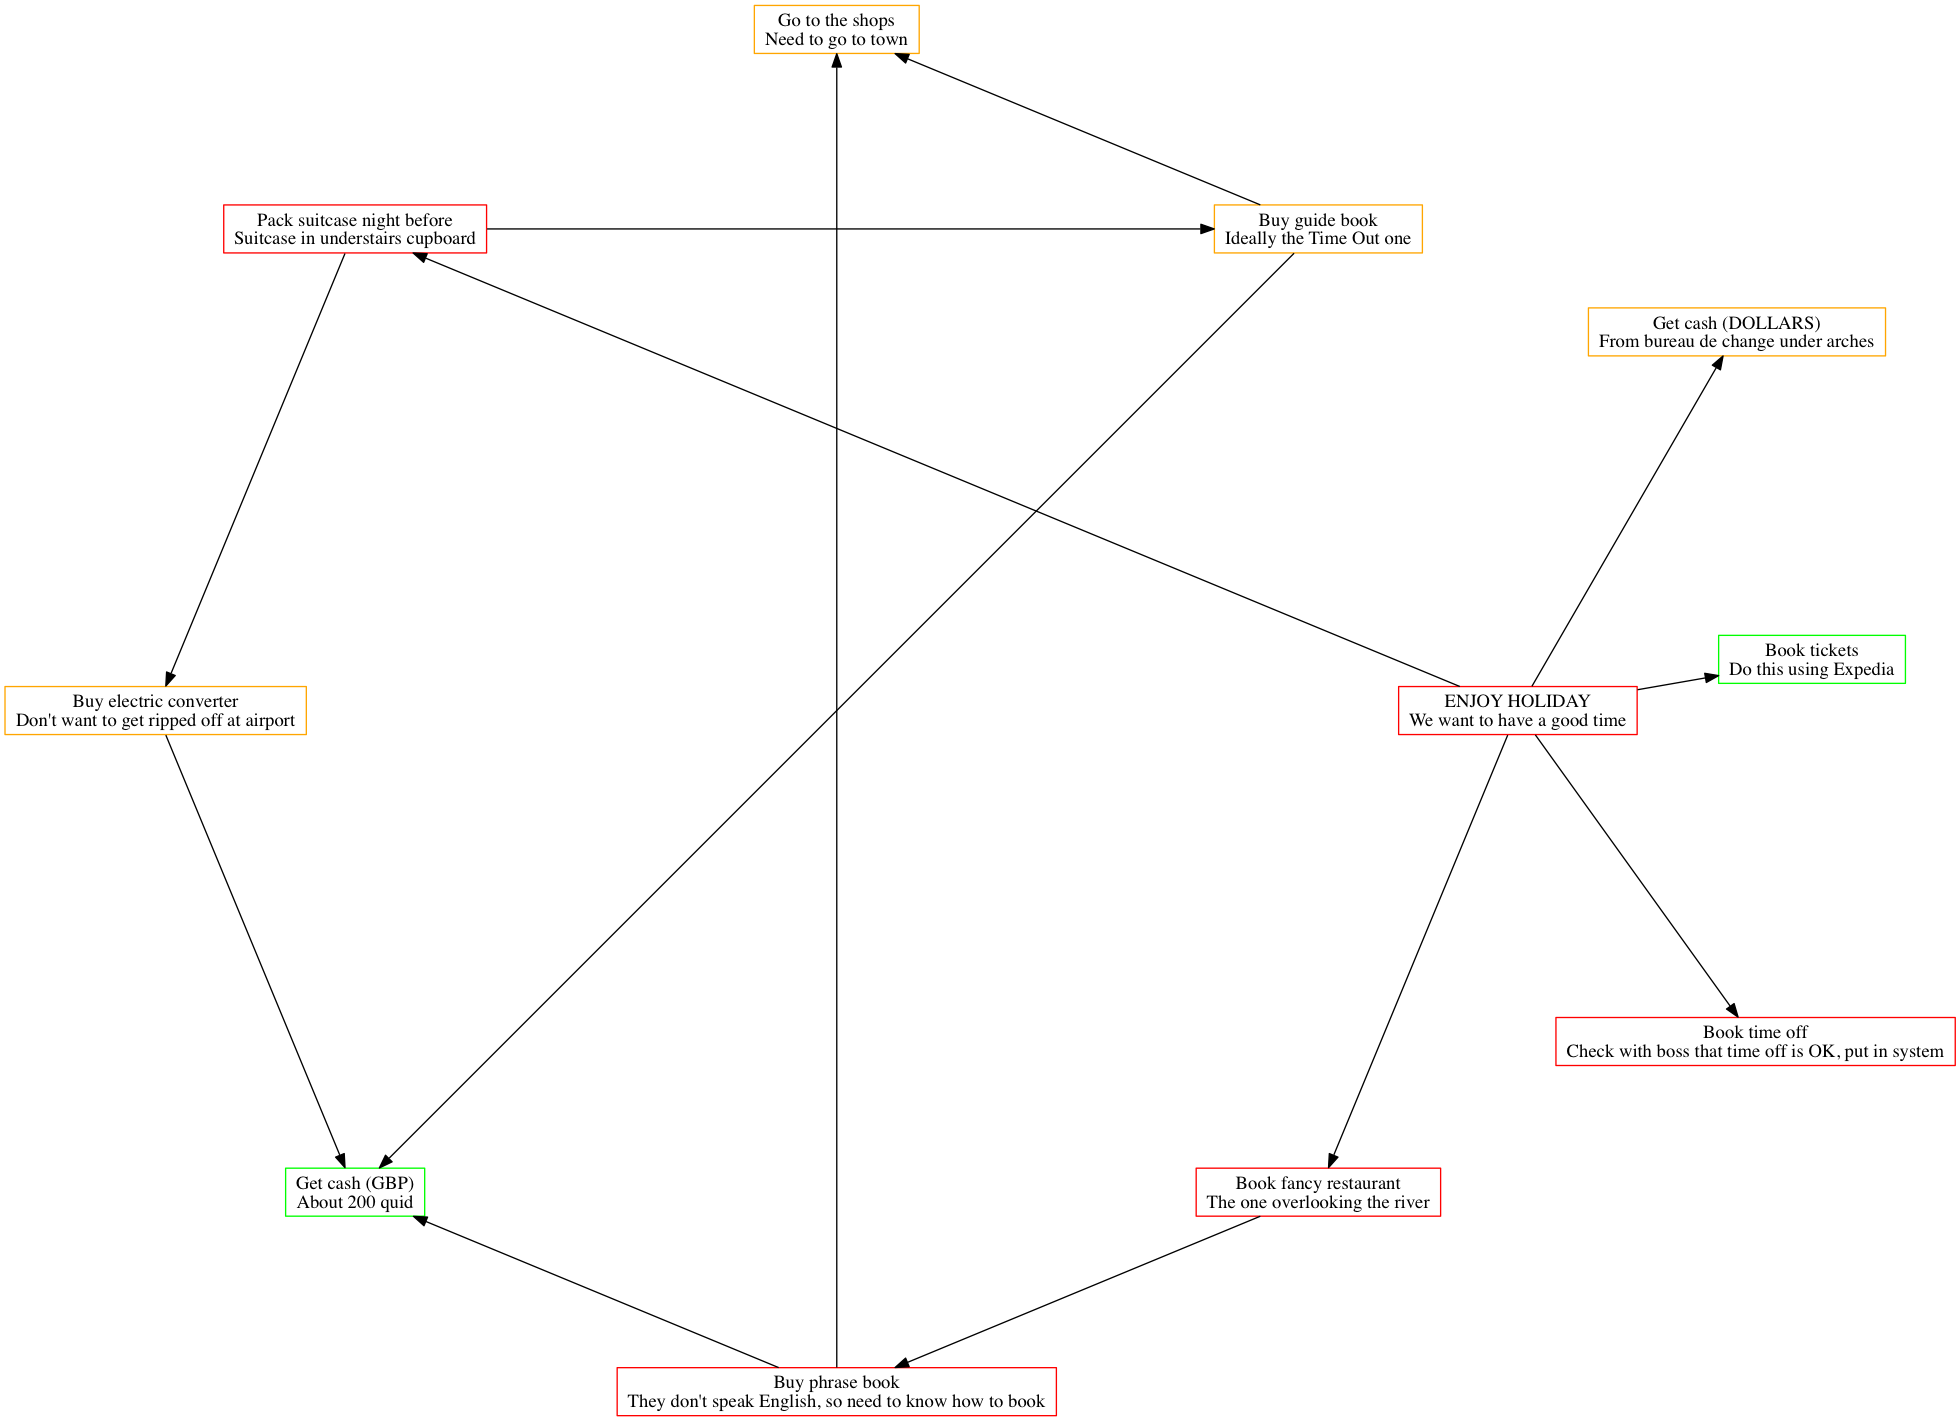 Go to the shops
Need to go to town
Pack suitcase night before
Suitcase in understairs cupboard
Buy guide book
Ideally the Time Out one
Get cash (DOLLARS)
From bureau de change under arches
Book tickets
Do this using Expedia
Buy electric converter
Don't want to get ripped off at airport
ENJOY HOLIDAY
We want to have a good time
Book time off
Check with boss that time off is OK, put in system
Get cash (GBP)
About 200 quid
Book fancy restaurant
The one overlooking the river
Buy phrase book
They don't speak English, so need to know how to book